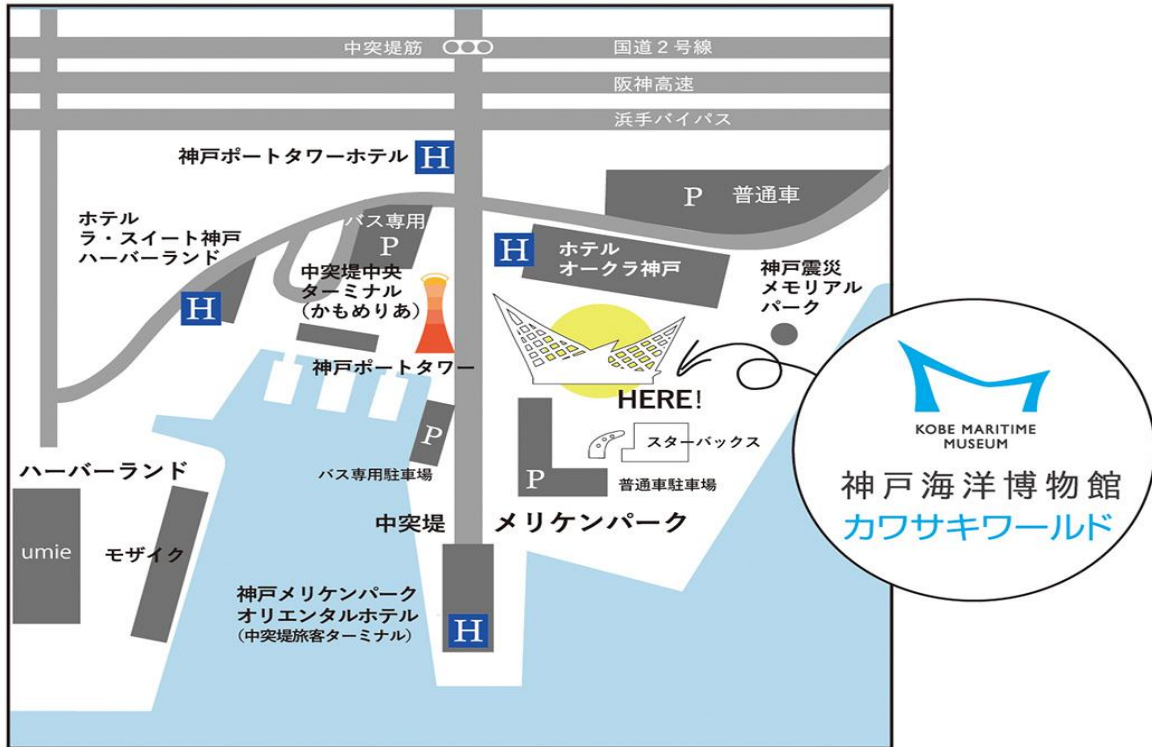 中突堤筋
国道２号線
阪神高速
浜手バイパス
神戸ポートタワーホテル
H
P 普通車
ホテル
ラ・スイート神戸
ハーバーランド
H
バス専用
P
H
ホテル
オークラ神戸
中突堤中央
ターミナル
(かもめりあ)
神戸震災
メモリアル
パーク
神戸ポートタワー
HERE!
KOBE MARITIME
MUSEUM
神戸海洋博物館
カワサキワールド
P
バス専用駐車場
スターバックス
P
普通車駐車場
ハーバーランド
中突堤
メリケンパーク
umie
モザイク
神戸メリケンパーク
オリエンタルホテル
(中突堤旅客ターミナル)
H